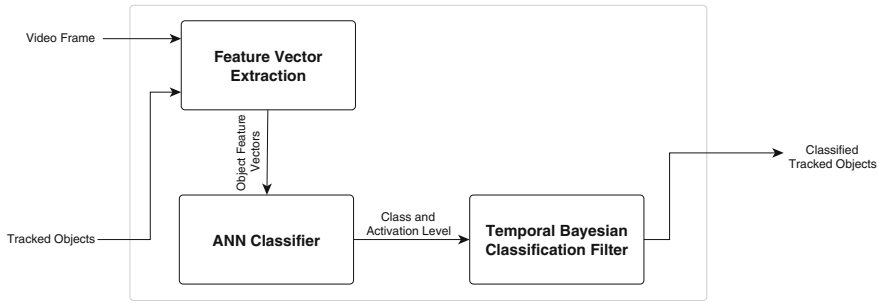 Video Frame
Feature Vector
Extraction
Object Feature
Vectors
Tracked Objects
ANN Classifier
Class and
Activation Level
Temporal Bayesian
Classification Filter
Classified
Tracked Objects